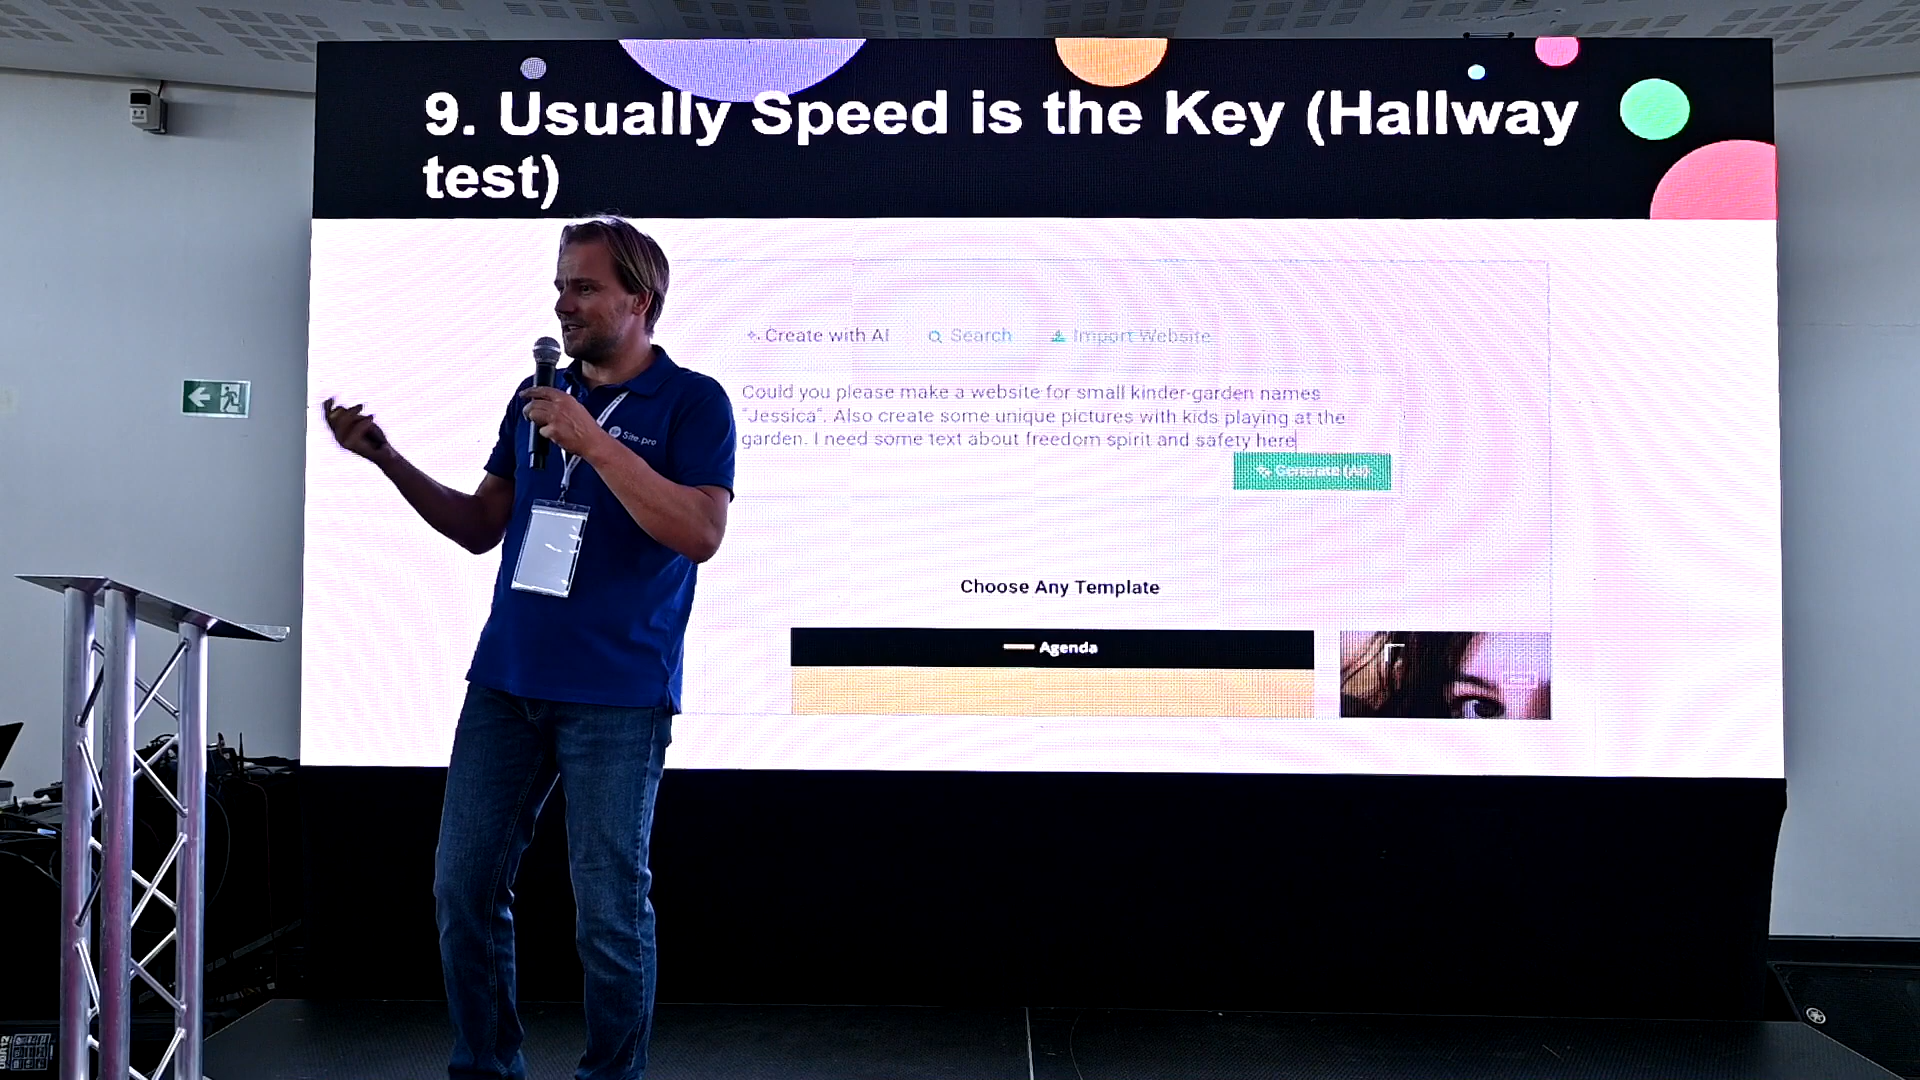 9. Usually Speed is the Key (Hallway
test)
Create with AI
Search
Import Website
Could you please make a website for small kinder-garden names
"Jessica". Also create some unique pictures with kids playing at the
garden. I need some text about freedom spirit and safety here
Generate (AI)
Site.pro
Choose Any Template
Agenda